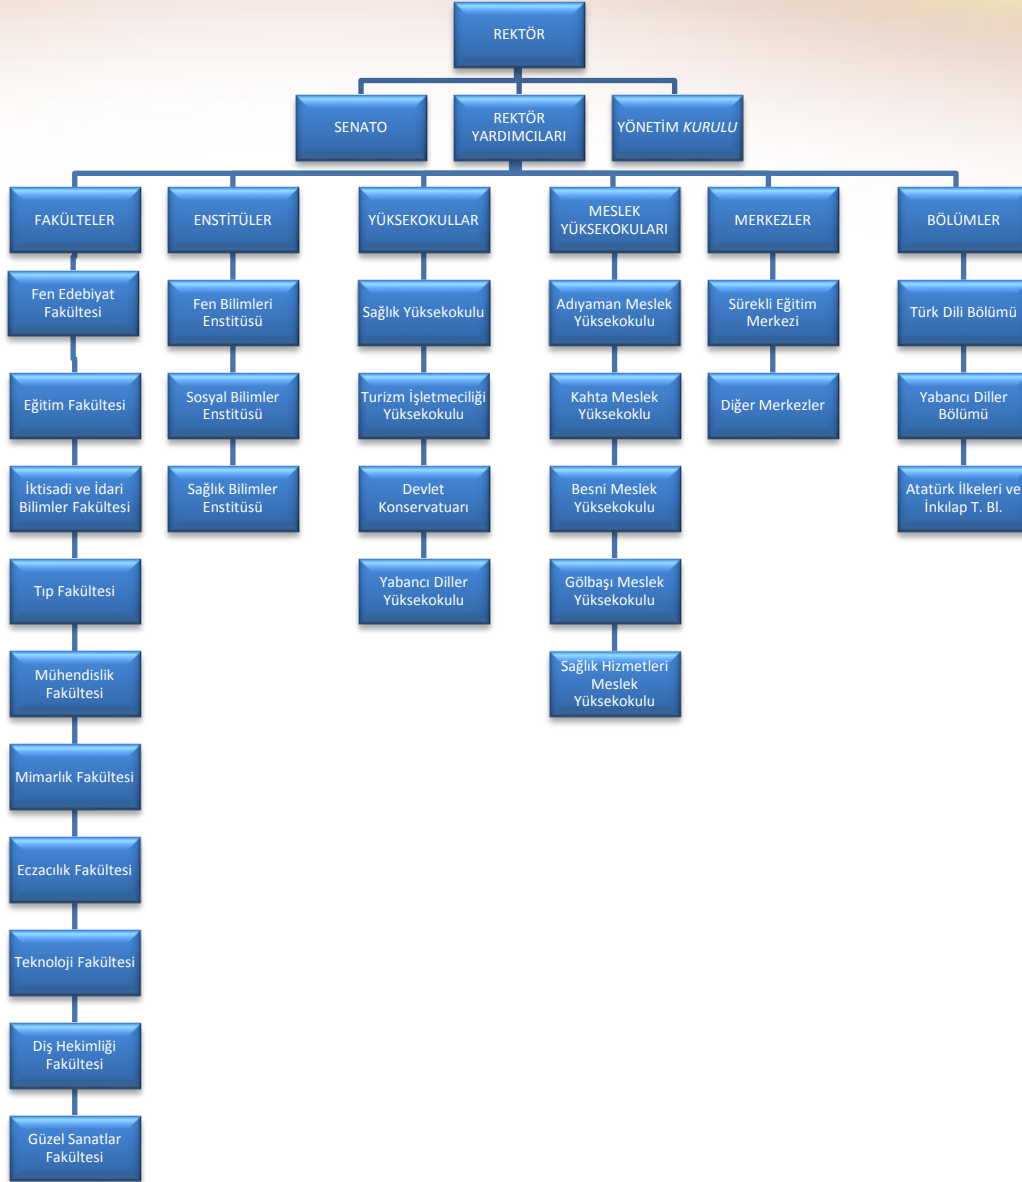 REKTÖR
SENATO
REKTÖR
YARDIMCILARI
YÖNETİM KURULU
FAKÜLTELER
ENSTİTÜLER
YÜKSEKOKULLAR
MESLEK
YÜKSEKOKULARI
MERKEZLER
BÖLÜMLER
Fen Edebiyat
Fakültesi
Eğitim Fakültesi
İktisadi ve İdari
Bilimler Fakültesi
Tıp Fakültesi
Mühendislik
Fakültesi
Mimarlık Fakültesi
Eczacılık Fakültesi
Teknoloji Fakültesi
Diş Hekimliği
Fakültesi
Güzel Sanatlar
Fakültesi
Fen Bilimleri
Enstitüsü
Sosyal Bilimler
Enstitüsü
Sağlık Bilimler
Enstitüsü
Sağlık Yüksekokulu
Turizm İşletmeciliği
Yüksekokulu
Devlet
Konservatuarı
Yabancı Diller
Yüksekokulu
Adıyaman Meslek
Yüksekokulu
Kahta Meslek
Yüksekoklu
Besni Meslek
Yüksekokulu
Gölbaşı Meslek
Yüksekokulu
Sağlık Hizmetleri
Meslek
Yüksekokulu
Sürekli Eğitim
Merkezi
Diğer Merkezler
Türk Dili Bölümü
Yabancı Diller
Bölümü
Atatürk İlkeleri ve
İnkılap T. Bl.